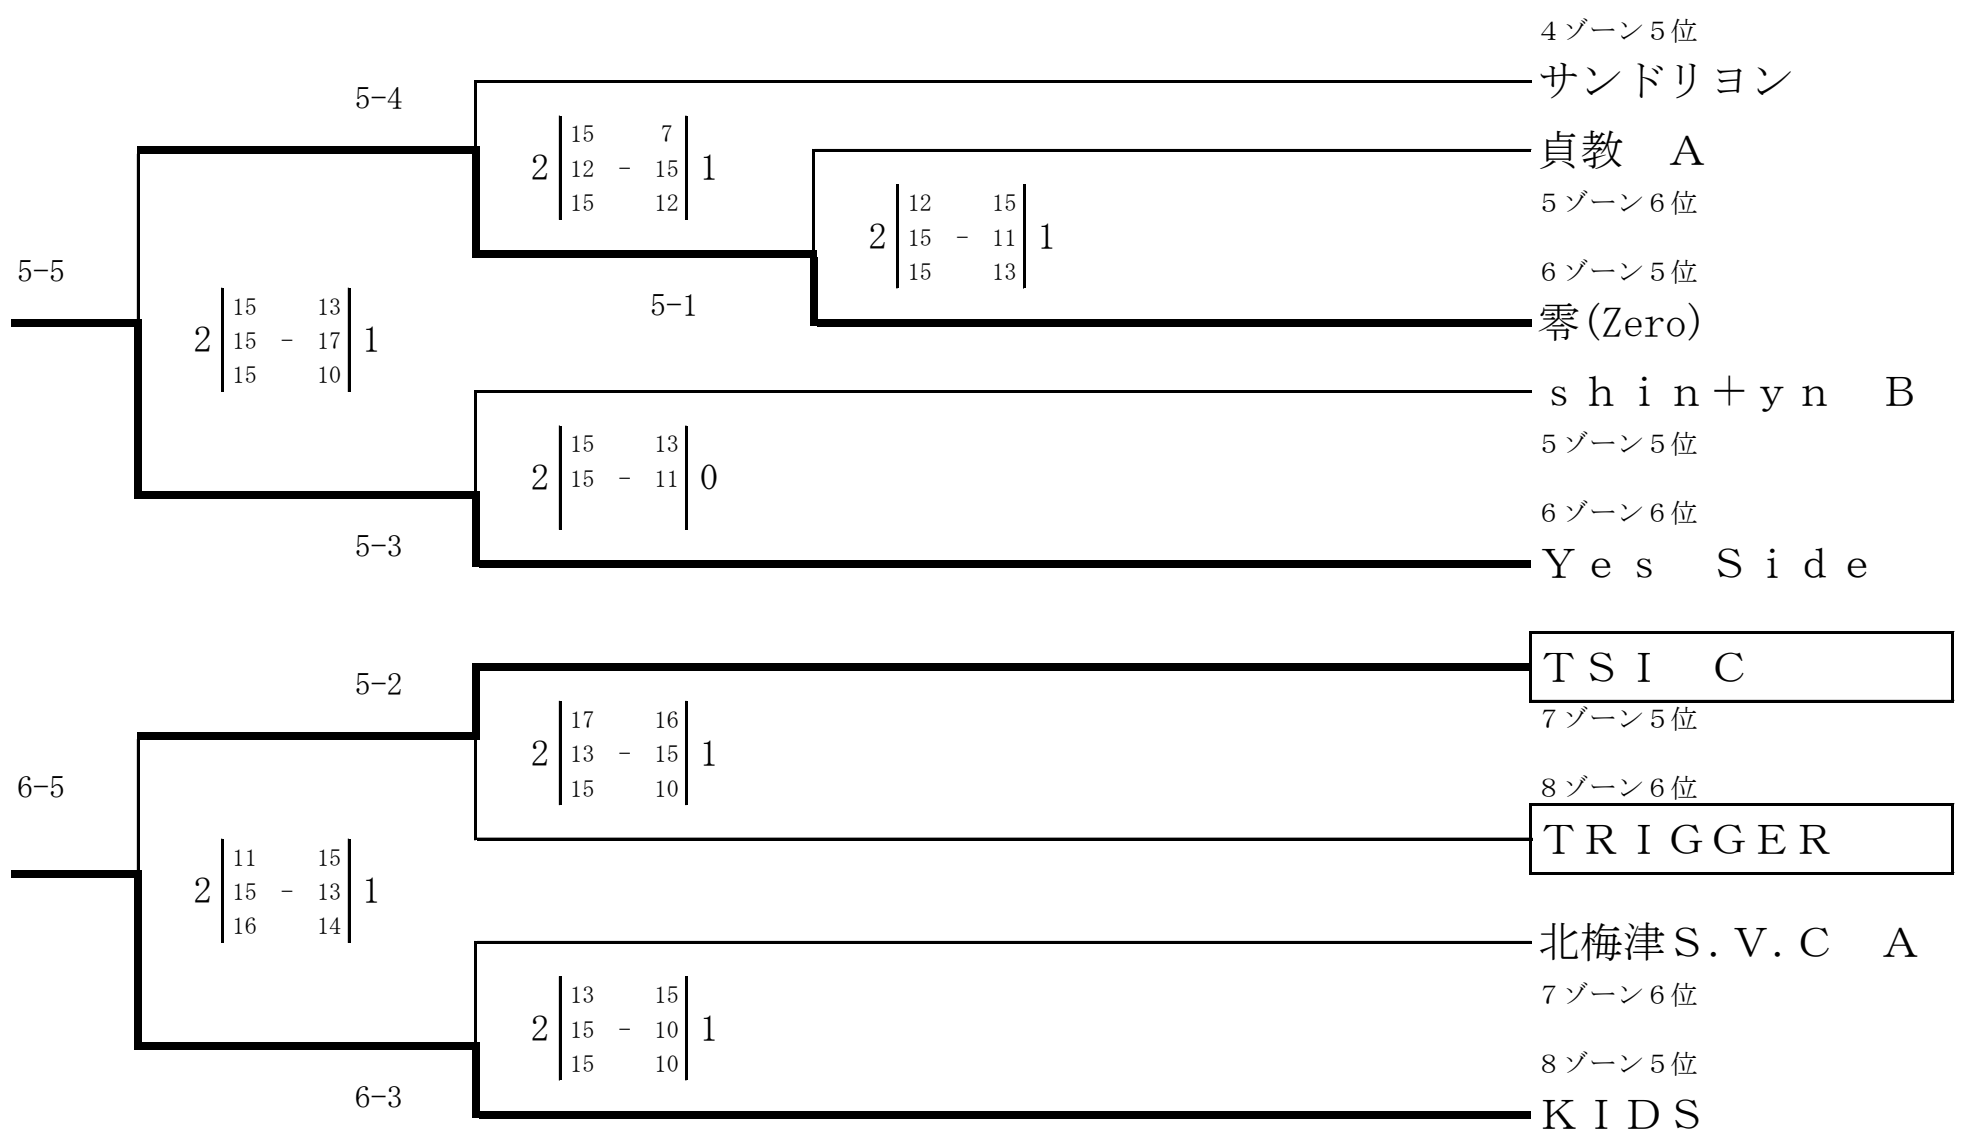 4ゾーン5位
サンドリヨン
5-4
15 7
2 12 - 15 1
15 12
貞教　A
5ゾーン6位
12 15
2 15 - 11 1
15 13
5-5
6ゾーン5位
5-1
零(Zero)
15 13
2 15 - 17 1
15 10
ｓｈｉｎ＋ｙｎ　B
5ゾーン5位
15 13
2 15 - 11 0
6ゾーン6位
5-3
Ｙｅｓ　Ｓｉｄｅ
ＴＳＩ　Ｃ
5-2
7ゾーン5位
17 16
2 13 - 15 1
15 10
6-5
8ゾーン6位
ＴＲＩＧＧＥＲ
11 15
2 15 - 13 1
16 14
北梅津Ｓ.Ｖ.Ｃ　A
7ゾーン6位
13 15
2 15 - 10 1
15 10
8ゾーン5位
6-3
ＫＩＤＳ